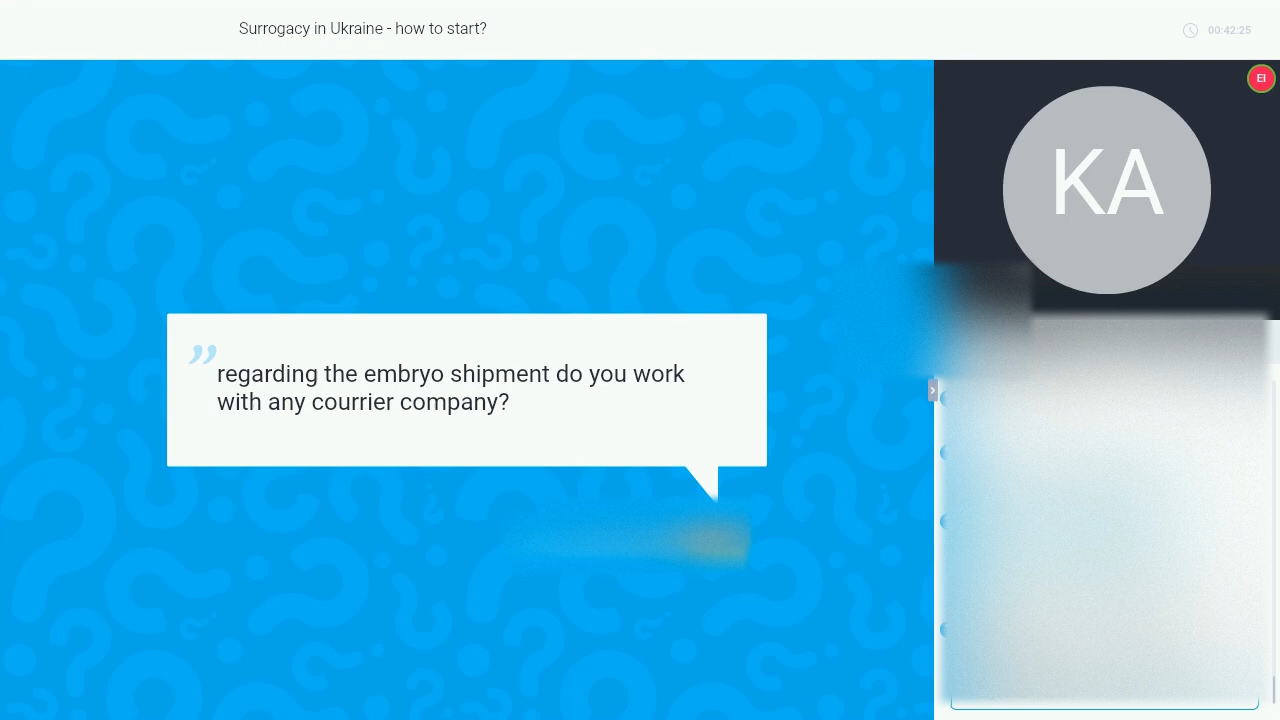 Surrogacy in Ukraine - how to start?
00:42:25
EI
KA
” regarding the embryo shipment do you work
with any courrier company?